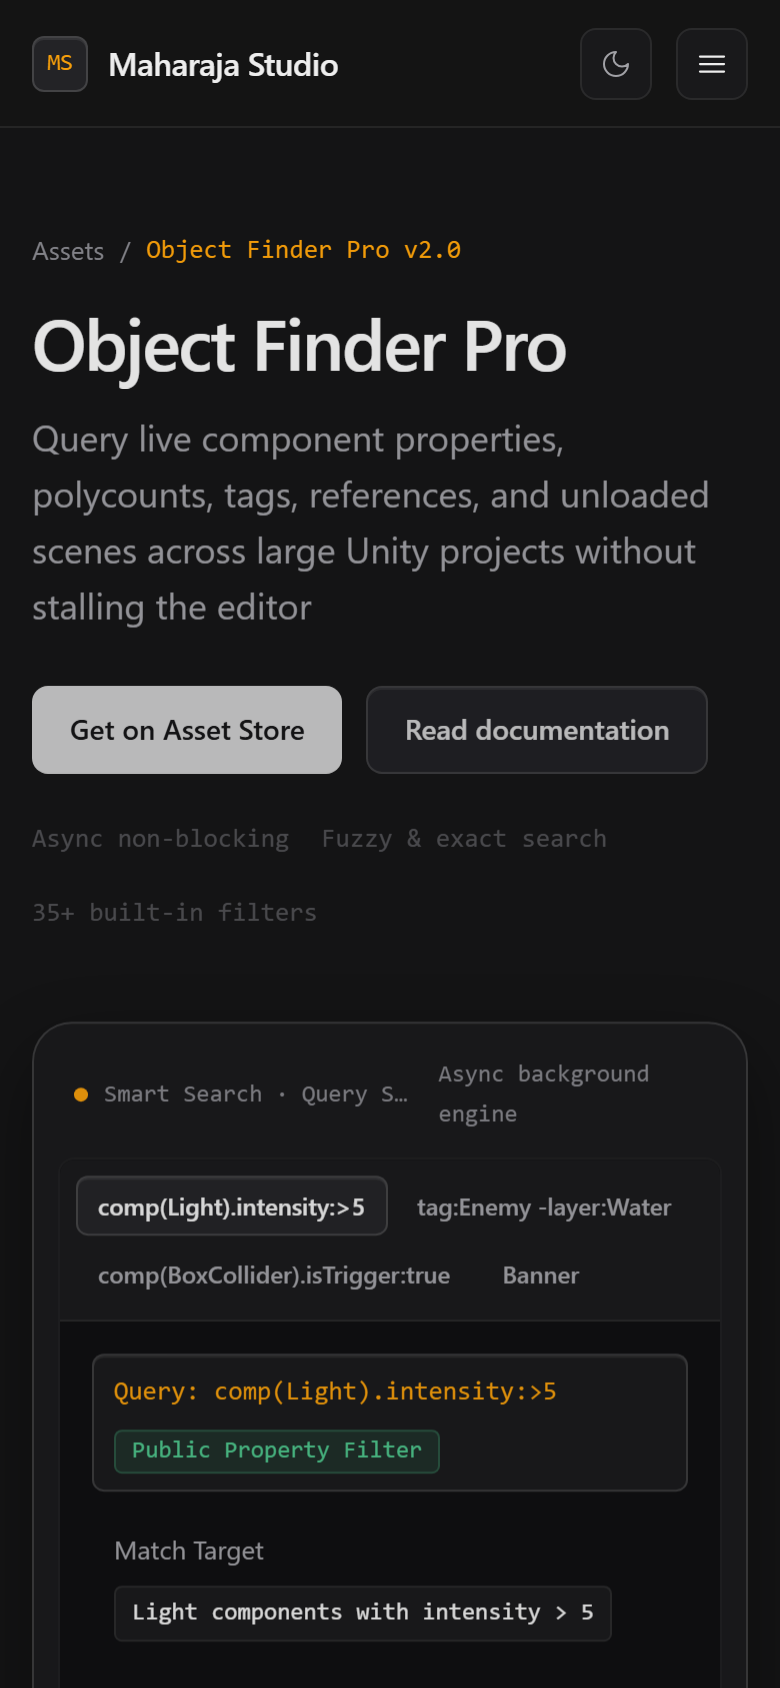 MS
Maharaja Studio
Assets / Object Finder Pro v2.0
Object Finder Pro
Query live component properties,
polycounts, tags, references, and unloaded
scenes across large Unity projects without
stalling the editor
Get on Asset Store
Read documentation
Async non-blocking
Fuzzy & exact search
35+ built-in filters
Smart Search · Query S…
Async background
engine
comp(Light).intensity:>5
tag:Enemy -layer:Water
comp(BoxCollider).isTrigger:true
Banner
Query: comp(Light).intensity:>5
Public Property Filter
Match Target
Light components with intensity > 5